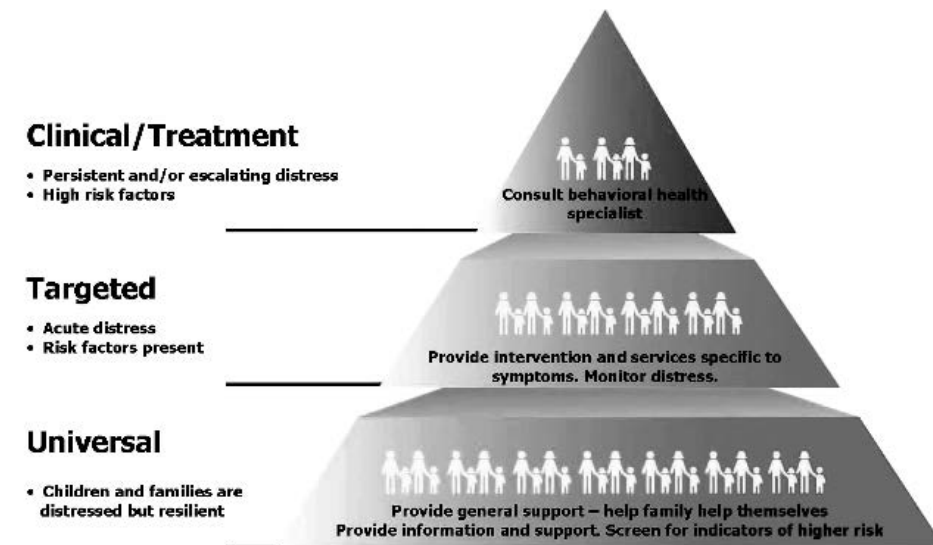 Clinical/Treatment
• Persistent and/or escalating distress
• High risk factors
Consult behavioral health
specialist
Targeted
• Acute distress
• Risk factors present
Provide intervention and services specific to
symptoms. Monitor distress.
Universal
• Children and families are
distressed but resilient
Provide general support – help family help themselves
Provide information and support. Screen for indicators of higher risk